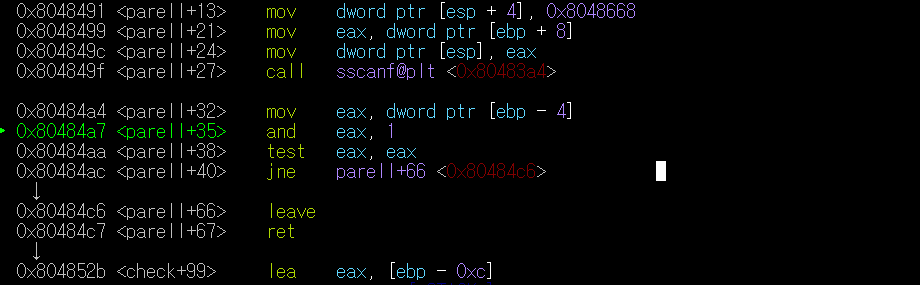 0x8048491 <parell+13> mov dword ptr [esp + 4], 0x8048668
0x8048499 <parell+21> mov eax, dword ptr [ebp + 8]
0x804849c <parell+24> mov dword ptr [esp], eax
0x804849f <parell+27> call sscanf@plt <0x80483a4>
0x80484a4 <parell+32> mov eax, dword ptr [ebp - 4]
► 0x80484a7 <parell+35> and eax, 1
0x80484aa <parell+38> test eax, eax
0x80484ac <parell+40> jne parell+66 <0x80484c6>
↓
0x80484c6 <parell+66> leave
0x80484c7 <parell+67> ret
↓
0x804852b <check+99> lea eax, [ebp - 0xc]